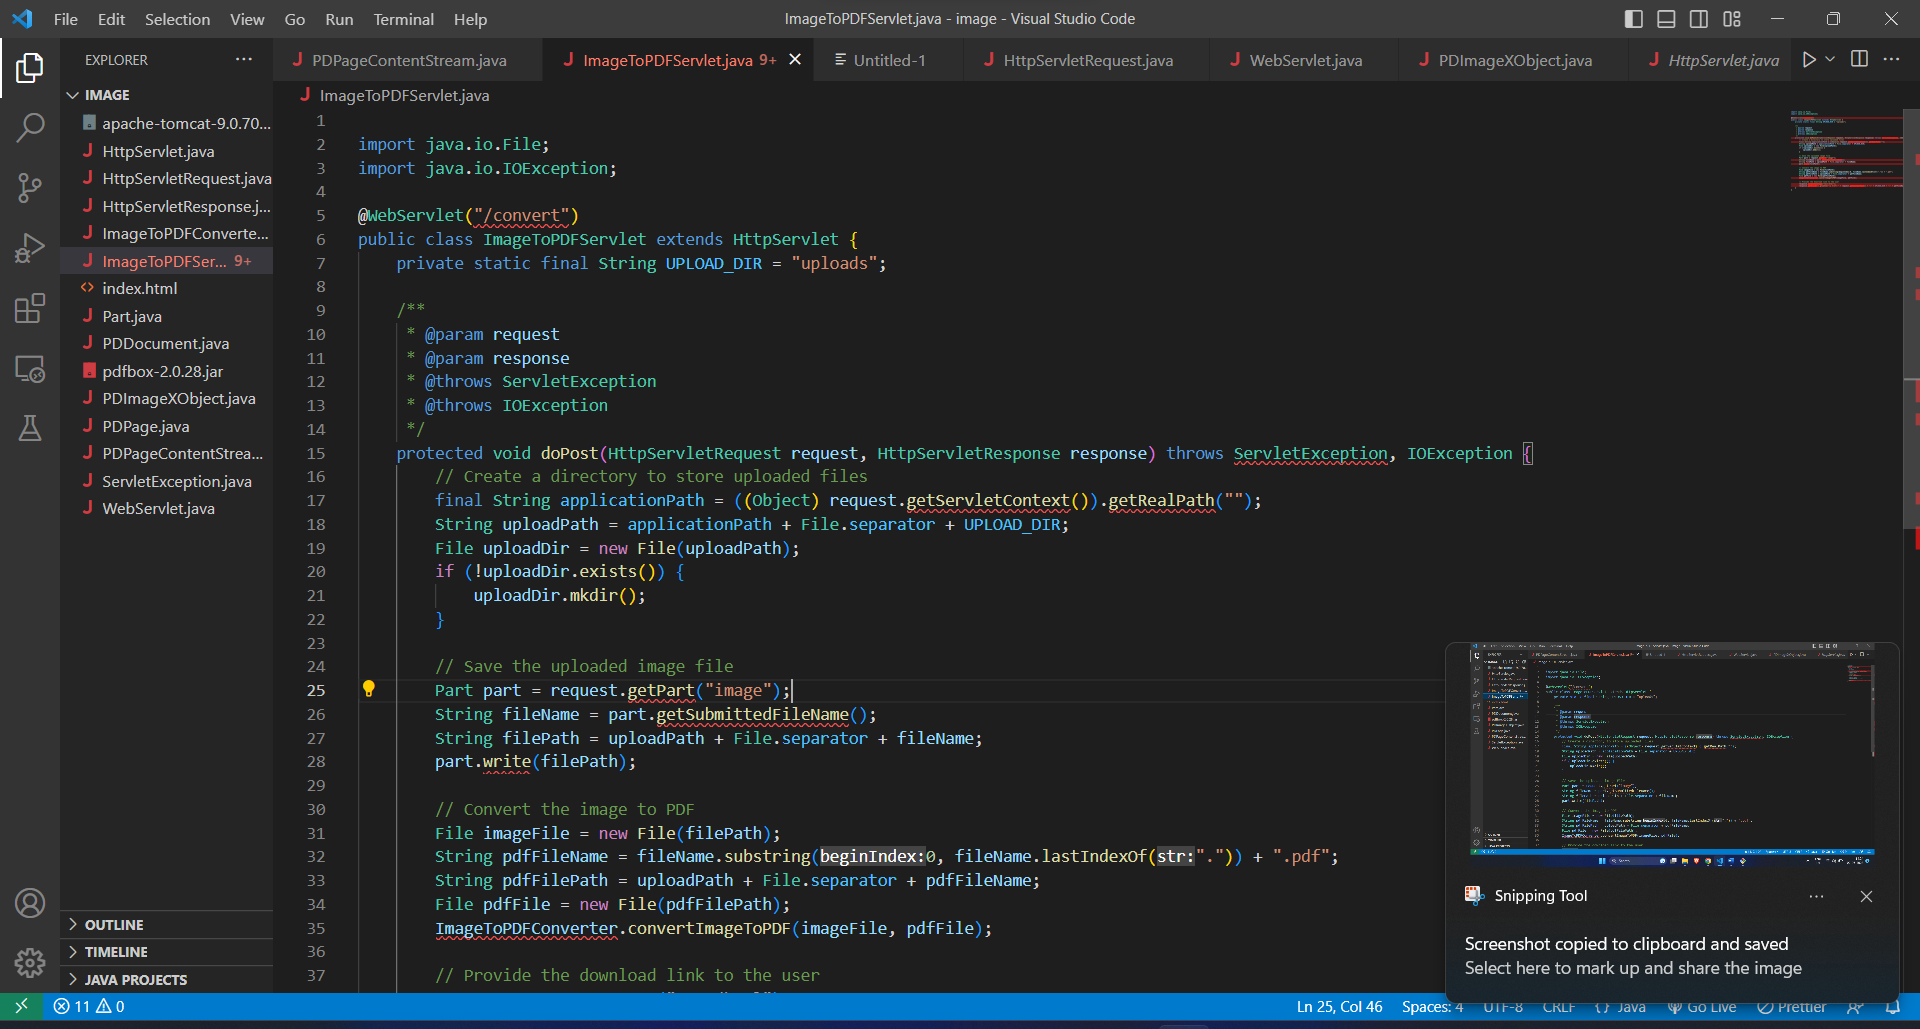 File Edit Selection View Go Run Terminal Help
ImageToPDFServlet.java - image - Visual Studio Code
EXPLORER
IMAGE
apache-tomcat-9.0.70...
HttpServlet.java
HttpServletRequest.java
HttpServletResponse.j...
ImageToPDFConverte...
ImageToPDFSer... 9+
index.html
Part.java
PDDocument.java
pdfbox-2.0.28.jar
PDImageXObject.java
PDPage.java
PDPageContentStrea...
ServletException.java
WebServlet.java
OUTLINE
TIMELINE
JAVA PROJECTS
PDPageContentStream.java ImageToPDFServlet.java 9+ Untitled-1 HttpServletRequest.java WebServlet.java PDImageXObject.java HttpServlet.java
ImageToPDFServlet.java
1
2 import java.io.File;
3 import java.io.IOException;
4
5 @WebServlet("/convert")
6 public class ImageToPDFServlet extends HttpServlet {
7 private static final String UPLOAD_DIR = "uploads";
8
9 /**
10 * @param request
11 * @param response
12 * @throws ServletException
13 * @throws IOException
14 */
15 protected void doPost(HttpServletRequest request, HttpServletResponse response) throws ServletException, IOException {
16 // Create a directory to store uploaded files
17 final String applicationPath = ((Object) request.getServletContext()).getRealPath("");
18 String uploadPath = applicationPath + File.separator + UPLOAD_DIR;
19 File uploadDir = new File(uploadPath);
20 if (!uploadDir.exists()) {
21 uploadDir.mkdir();
22 }
23
24 // Save the uploaded image file
25 Part part = request.getPart("image");
26 String fileName = part.getSubmittedFileName();
27 String filePath = uploadPath + File.separator + fileName;
28 part.write(filePath);
29
30 // Convert the image to PDF
31 File imageFile = new File(filePath);
32 String pdfFileName = fileName.substring(beginIndex:0, fileName.lastIndexOf(str:".")) + ".pdf";
33 String pdfFilePath = uploadPath + File.separator + pdfFileName;
34 File pdfFile = new File(pdfFilePath);
35 ImageToPDFConverter.convertImageToPDF(imageFile, pdfFile);
36
37 // Provide the download link to the user
Snipping Tool
Screenshot copied to clipboard and saved
Select here to mark up and share the image
11 0
Ln 25, Col 46 Spaces: 4 UTF-8 CRLF {} Java Go Live Prettier